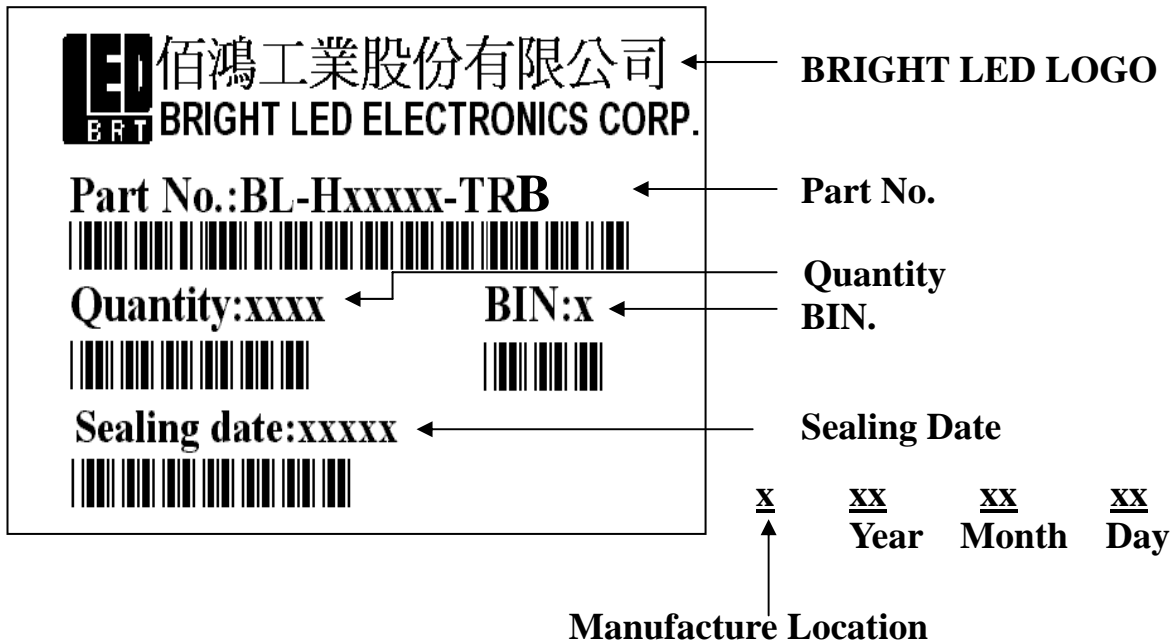 LED
BRT
佰鴻工業股份有限公司
BRIGHT LED ELECTRONICS CORP.
BRIGHT LED LOGO
Part No.:BL-Hxxxxx-TRB
Part No.
Quantity:xxxx
BIN:x
Quantity
BIN.
Sealing date:xxxxx
Sealing Date
x xx xx xx
Year Month Day
Manufacture Location